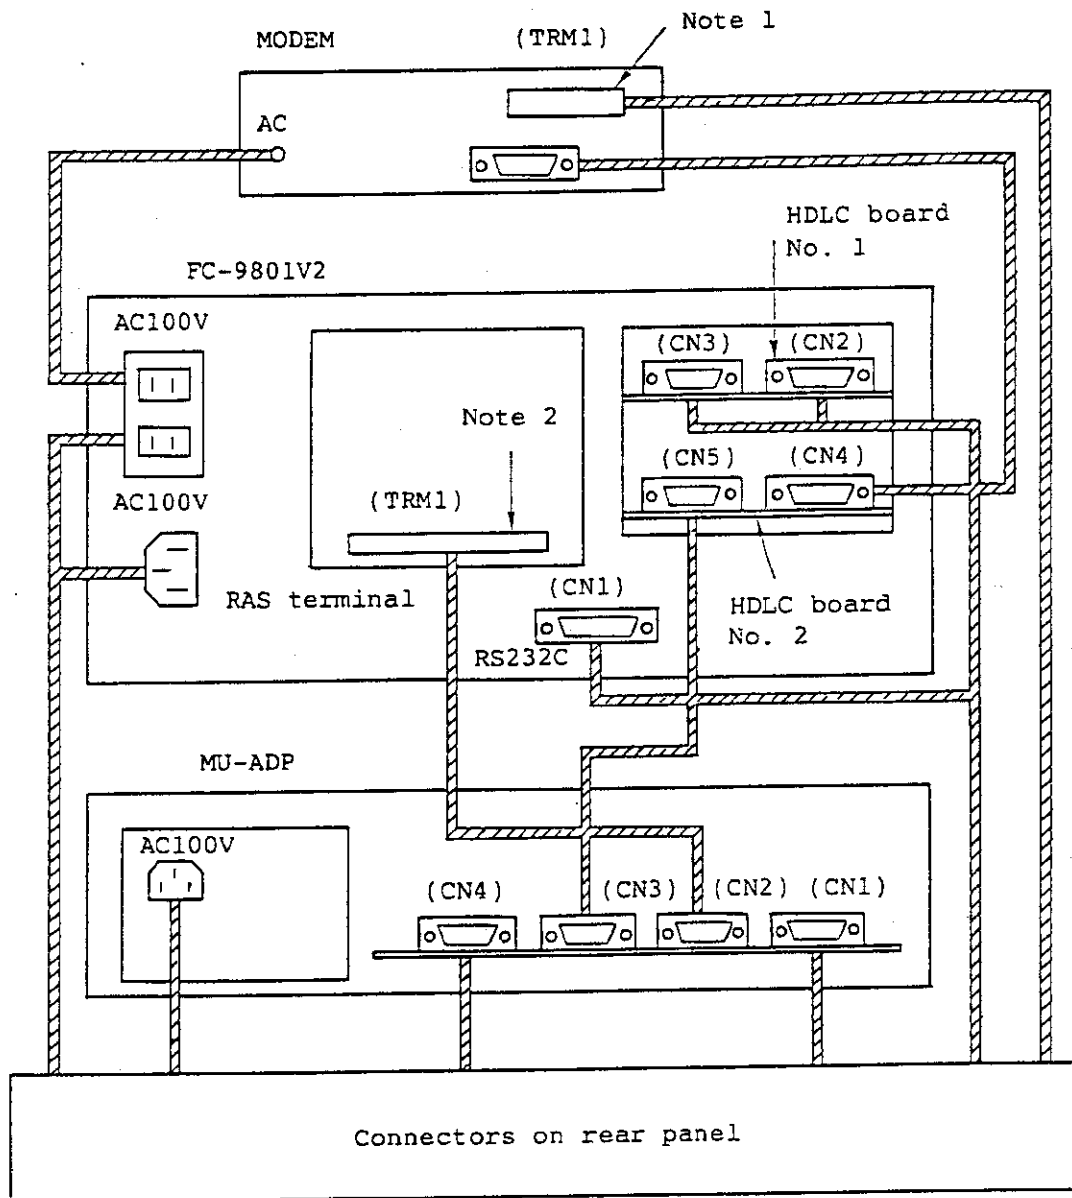 Note 1
MODEM
(TRM1)
AC
HDLC board
No. 1
FC-9801V2
AC100V
(CN3)
(CN2)
Note 2
(CN5)
(CN4)
AC100V
(TRM1)
RAS terminal
(CN1)
HDLC board
No. 2
RS232C
MU-ADP
AC100V
(CN4)
(CN3)
(CN2)
(CN1)
Connectors on rear panel